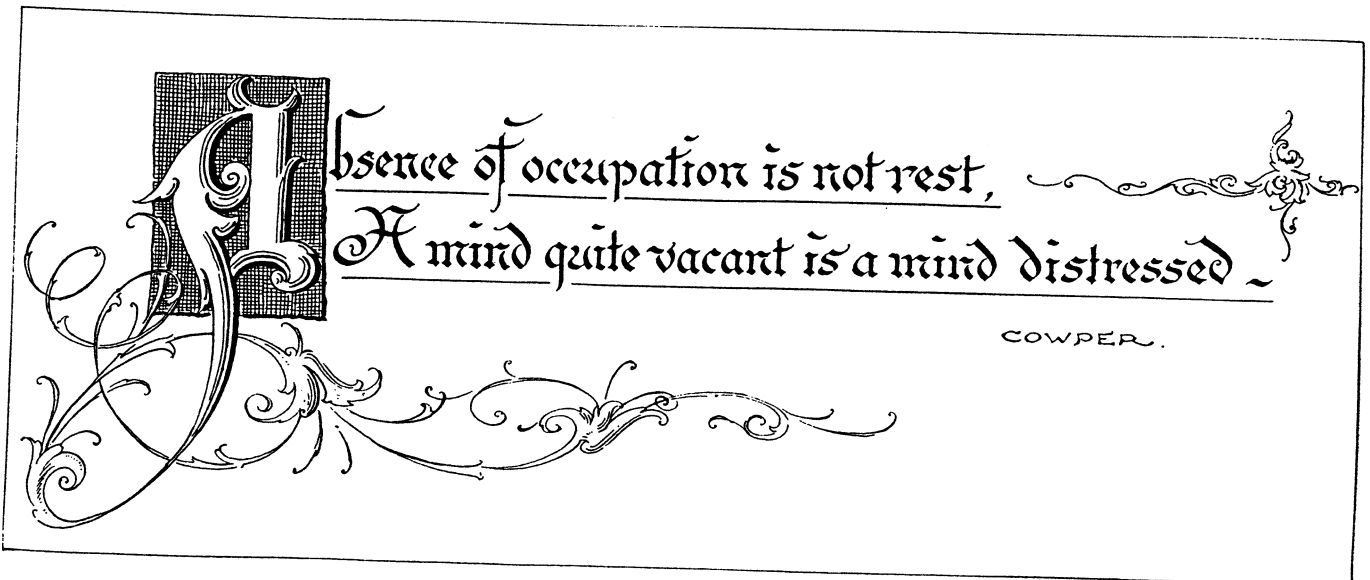 Absence of occupation is not rest,
A mind quite vacant is a mind distressed -
COWPER.